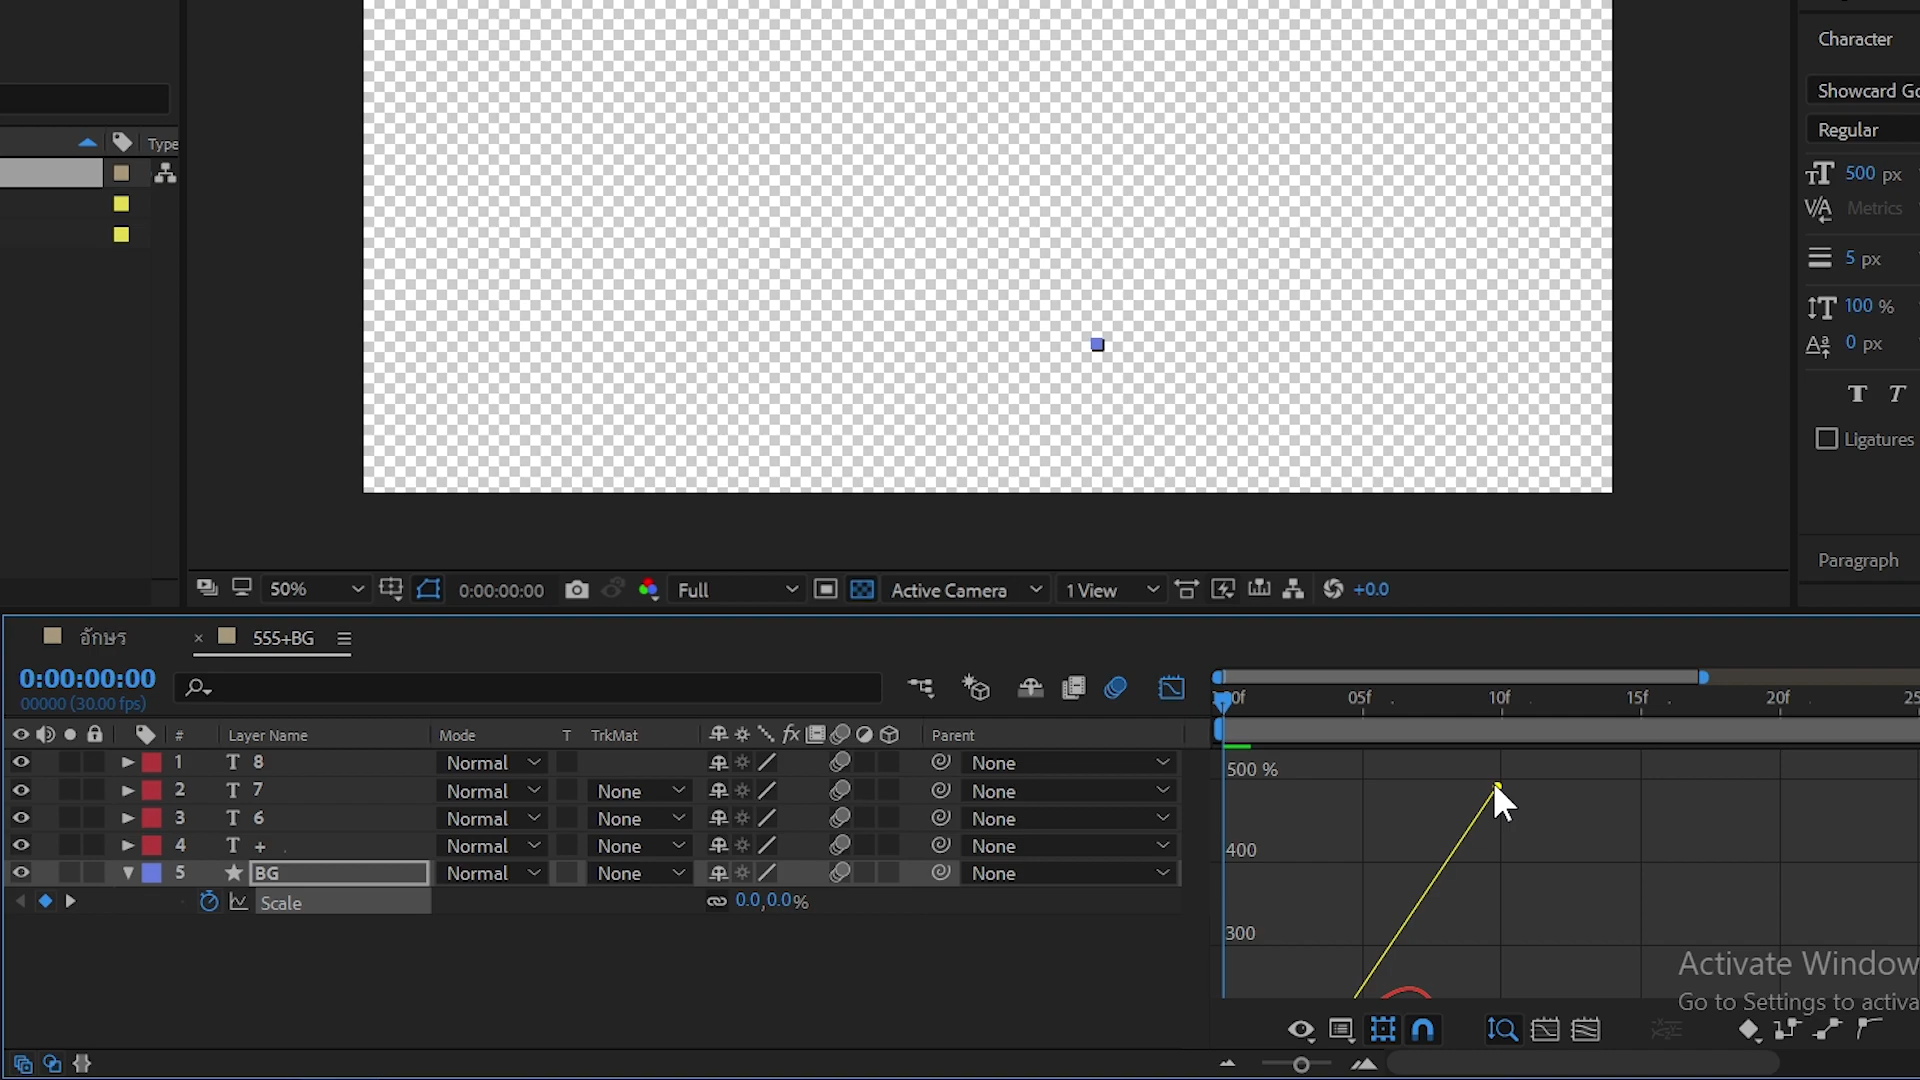 Character
Showcard Go
Type
Regular
500 px
Metrics
5 px
100 %
0 px
T T
Ligatures
Paragraph
50%
0:00:00:00
Full
Active Camera
1 View
+0.0
อักษร
555+BG
0:00:00:00
00000 (30.00 fps)
00f 05f 10f 15f 20f 25
# Layer Name Mode T TrkMat fx Parent
1 T 8 Normal None
500 %
2 T 7 Normal None None
3 T 6 Normal None None
4 T + Normal None None
400
5 BG Normal None None
Scale 0.0,0.0%
300
Activate Window
Go to Settings to activa